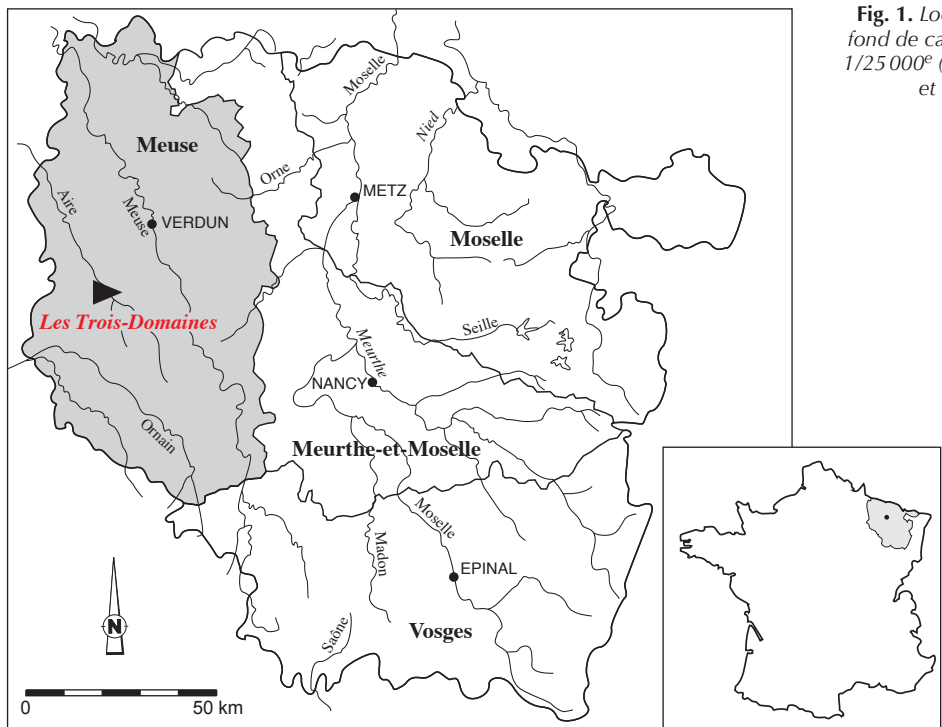 Fig. 1. Loc
fond de ca
1/25 000e (
et
Moselle
Nied
Meuse
Orne
METZ
Aire
Meuse
VERDUN
Moselle
Les Trois-Domaines
Seille
Meurthe
NANCY
Ornain
Meurthe-et-Moselle
Moselle
Madon
EPINAL
Vosges
Saône
N
0 50 km